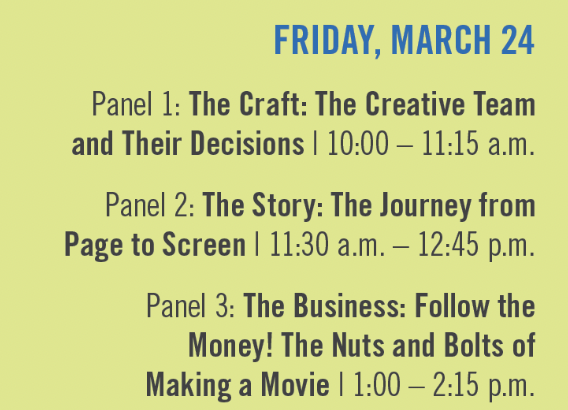 FRIDAY, MARCH 24
Panel 1: The Craft: The Creative Team
and Their Decisions | 10:00 – 11:15 a.m.
Panel 2: The Story: The Journey from
Page to Screen | 11:30 a.m. – 12:45 p.m.
Panel 3: The Business: Follow the
Money! The Nuts and Bolts of
Making a Movie | 1:00 – 2:15 p.m.